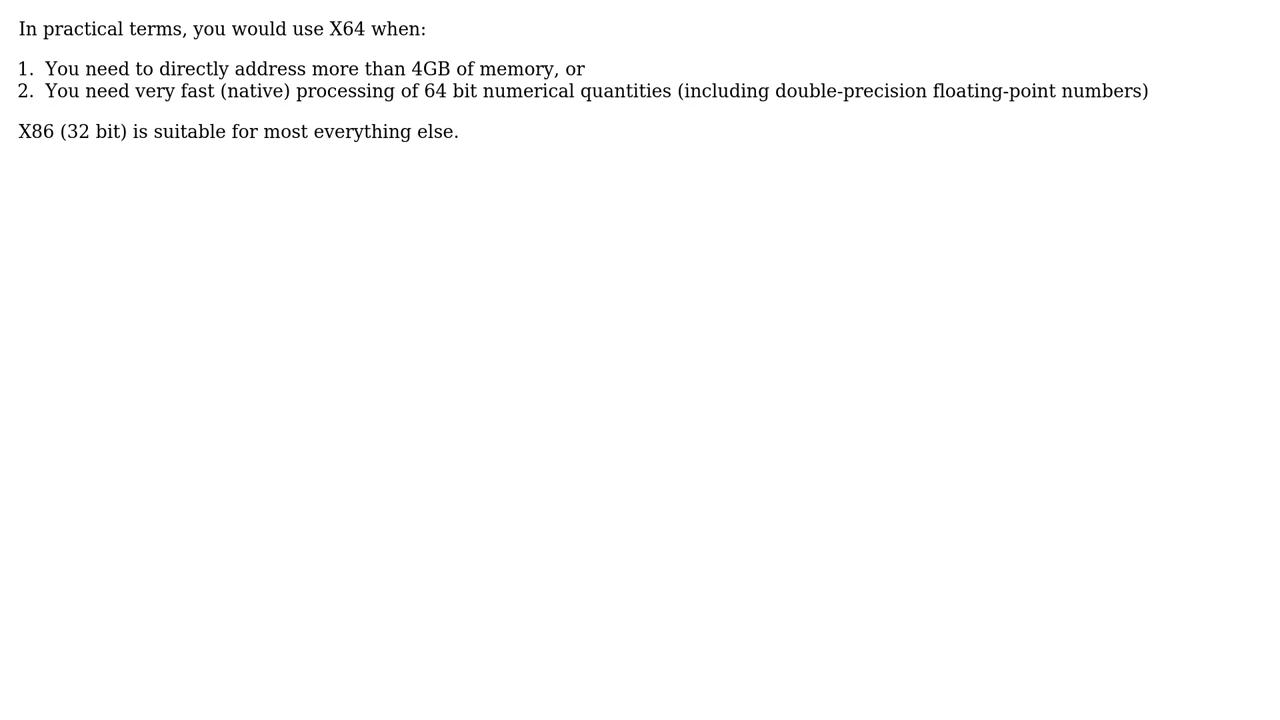 In practical terms, you would use X64 when:
1. You need to directly address more than 4GB of memory, or
2. You need very fast (native) processing of 64 bit numerical quantities (including double-precision floating-point numbers)
X86 (32 bit) is suitable for most everything else.